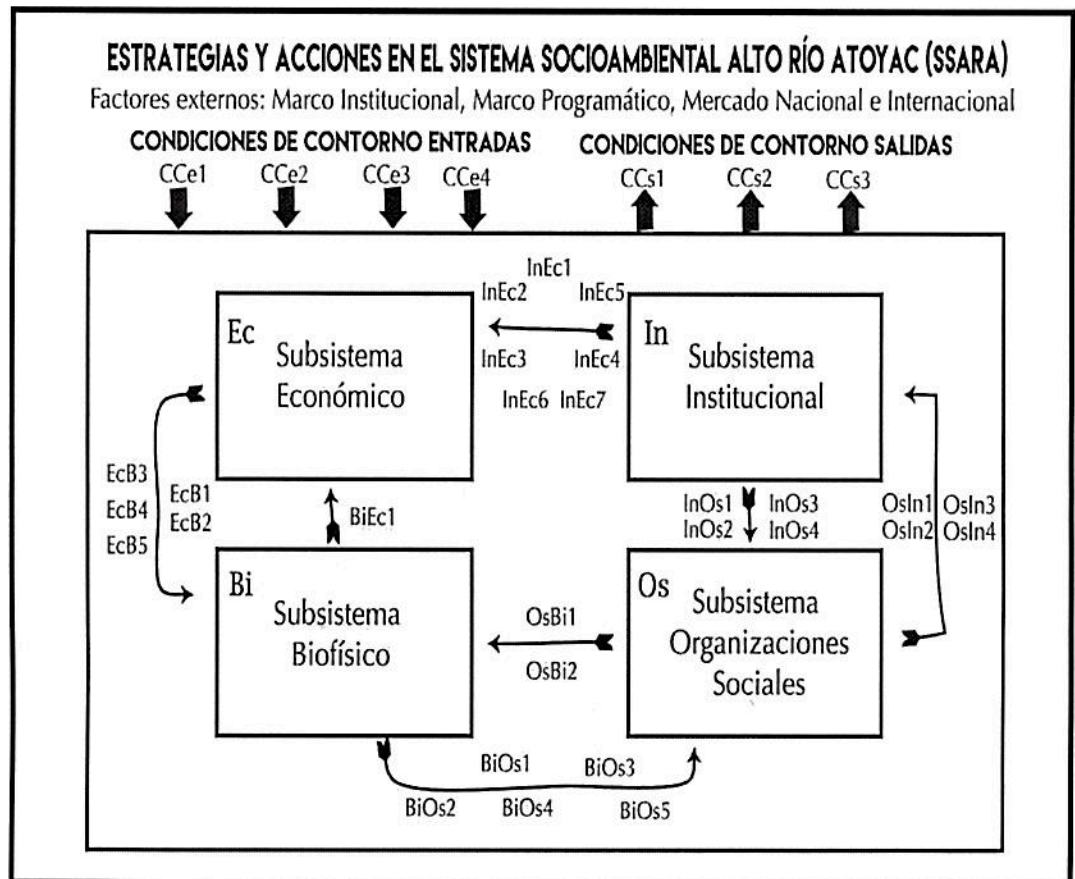 ESTRATEGIAS Y ACCIONES EN EL SISTEMA SOCIOAMBIENTAL ALTO RÍO ATOYAC (SSARA)
Factores externos: Marco Institucional, Marco Programático, Mercado Nacional e Internacional
CONDICIONES DE CONTORNO ENTRADAS
CCe1 CCe2 CCe3 CCe4
CONDICIONES DE CONTORNO SALIDAS
CCs1 CCs2 CCs3
InEc1
InEc2 InEc5
InEc3 InEc4
InEc6 InEc7
Ec
Subsistema
Económico
In
Subsistema
Institucional
EcB3
EcB4
EcB5
EcB1
EcB2
BiEc1
InOs1 InOs3
InOs2 InOs4
OsIn1 OsIn3
OsIn2 OsIn4
Bi
Subsistema
Biofísico
OsBi1
OsBi2
Os
Subsistema
Organizaciones
Sociales
BiOs1 BiOs3
BiOs2 BiOs4 BiOs5